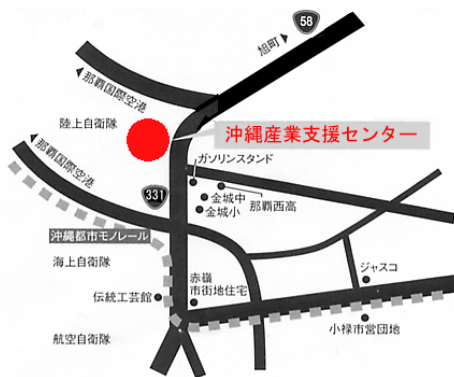 58
旭町
那覇国際空港
陸上自衛隊
沖縄産業支援センター
那覇国際空港
ガソリンスタンド
331
金城中
那覇西高
金城小
沖縄都市モノレール
海上自衛隊
ジャスコ
赤嶺
市街地住宅
伝統工芸館
小禄市営団地
航空自衛隊